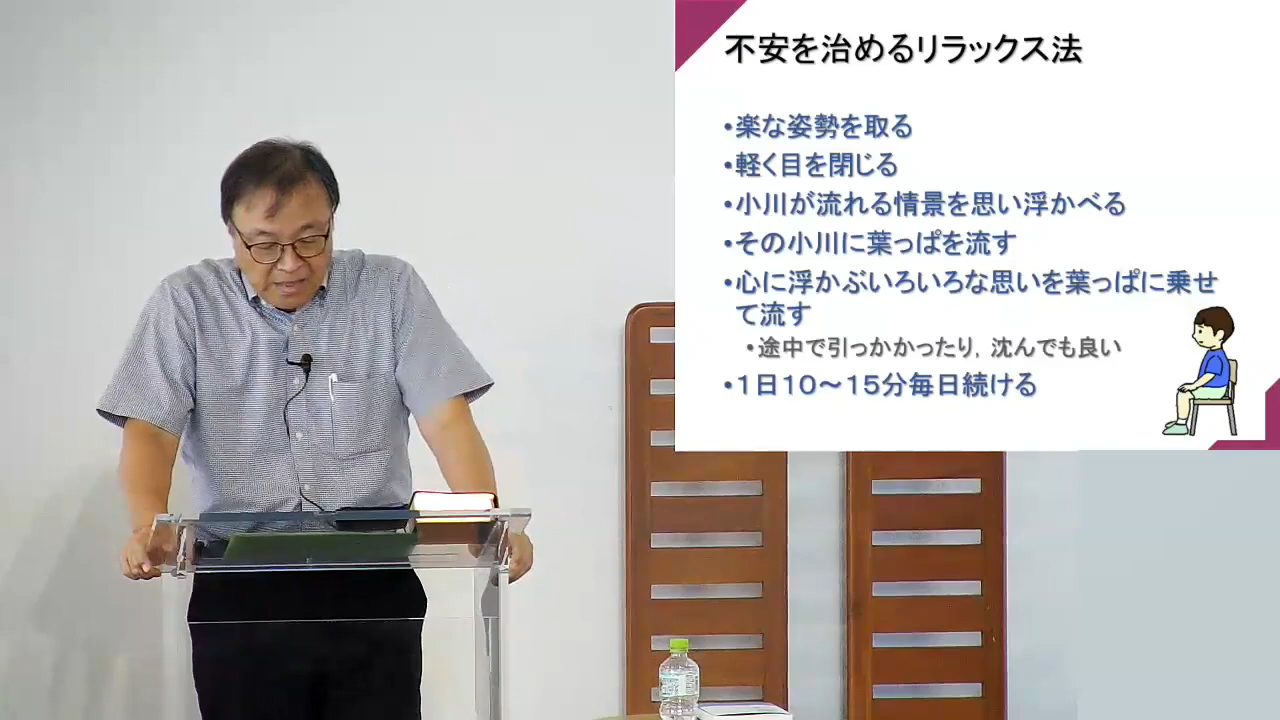 不安を治めるリラックス法
•楽な姿勢を取る
•軽く目を閉じる
•小川が流れる情景を思い浮かべる
•その小川に葉っぱを流す
•心に浮かぶいろいろな思いを葉っぱに乗せ
て流す
•途中で引っかかったり，沈んでも良い
•１日１０～１５分毎日続ける